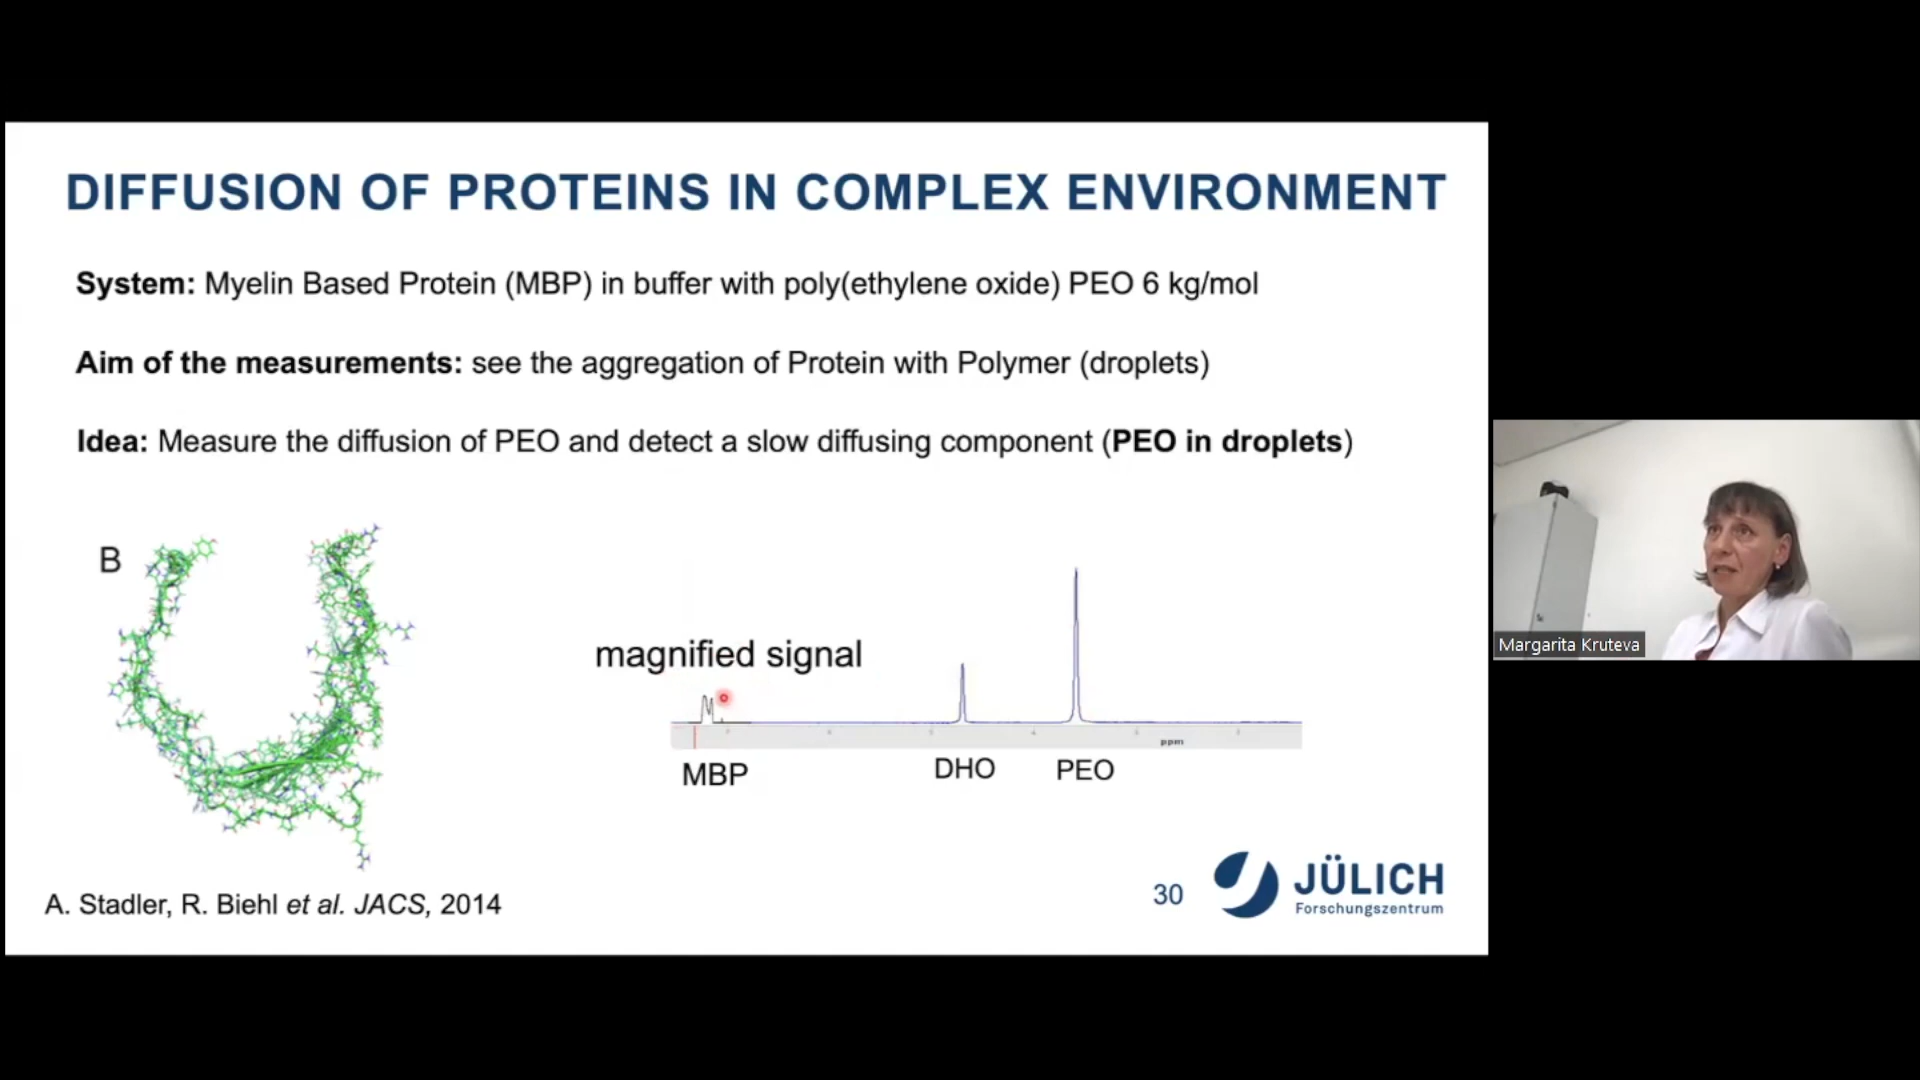 DIFFUSION OF PROTEINS IN COMPLEX ENVIRONMENT
System: Myelin Based Protein (MBP) in buffer with poly(ethylene oxide) PEO 6 kg/mol
Aim of the measurements: see the aggregation of Protein with Polymer (droplets)
Idea: Measure the diffusion of PEO and detect a slow diffusing component (PEO in droplets)
B
magnified signal
ppm
MBP
DHO
PEO
A. Stadler, R. Biehl et al. JACS, 2014
30
JÜLICH
Forschungszentrum
Margarita Kruteva